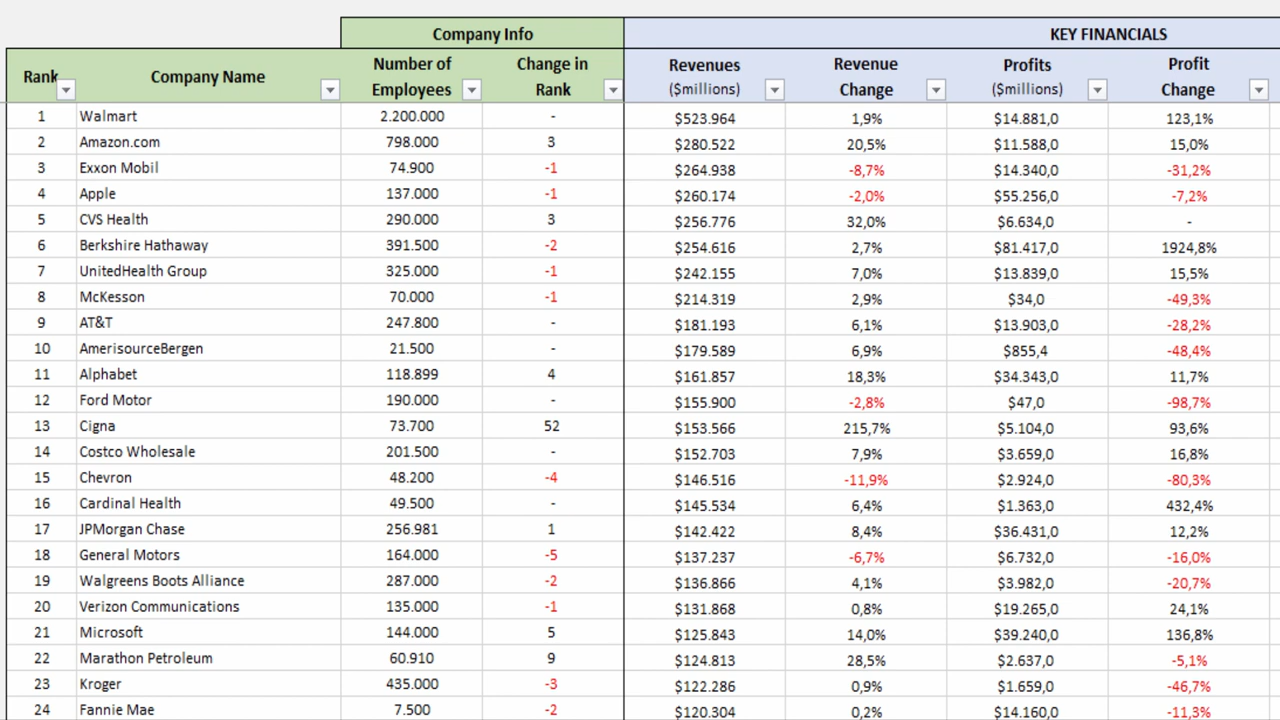 Company Info KEY FINANCIALS
Rank Company Name Number of Employees Change in Rank Revenues ($millions) Revenue Change Profits ($millions) Profit Change
1 Walmart 2.200.000 - $523.964 1,9% $14.881,0 123,1%
2 Amazon.com 798.000 3 $280.522 20,5% $11.588,0 15,0%
3 Exxon Mobil 74.900 -1 $264.938 -8,7% $14.340,0 -31,2%
4 Apple 137.000 -1 $260.174 -2,0% $55.256,0 -7,2%
5 CVS Health 290.000 3 $256.776 32,0% $6.634,0 -
6 Berkshire Hathaway 391.500 -2 $254.616 2,7% $81.417,0 1924,8%
7 UnitedHealth Group 325.000 -1 $242.155 7,0% $13.839,0 15,5%
8 McKesson 70.000 -1 $214.319 2,9% $34,0 -49,3%
9 AT&T 247.800 - $181.193 6,1% $13.903,0 -28,2%
10 AmerisourceBergen 21.500 - $179.589 6,9% $855,4 -48,4%
11 Alphabet 118.899 4 $161.857 18,3% $34.343,0 11,7%
12 Ford Motor 190.000 - $155.900 -2,8% $47,0 -98,7%
13 Cigna 73.700 52 $153.566 215,7% $5.104,0 93,6%
14 Costco Wholesale 201.500 - $152.703 7,9% $3.659,0 16,8%
15 Chevron 48.200 -4 $146.516 -11,9% $2.924,0 -80,3%
16 Cardinal Health 49.500 - $145.534 6,4% $1.363,0 432,4%
17 JPMorgan Chase 256.981 1 $142.422 8,4% $36.431,0 12,2%
18 General Motors 164.000 -5 $137.237 -6,7% $6.732,0 -16,0%
19 Walgreens Boots Alliance 287.000 -2 $136.866 4,1% $3.982,0 -20,7%
20 Verizon Communications 135.000 -1 $131.868 0,8% $19.265,0 24,1%
21 Microsoft 144.000 5 $125.843 14,0% $39.240,0 136,8%
22 Marathon Petroleum 60.910 9 $124.813 28,5% $2.637,0 -5,1%
23 Kroger 435.000 -3 $122.286 0,9% $1.659,0 -46,7%
24 Fannie Mae 7.500 -2 $120.304 0,2% $14.160,0 -11,3%